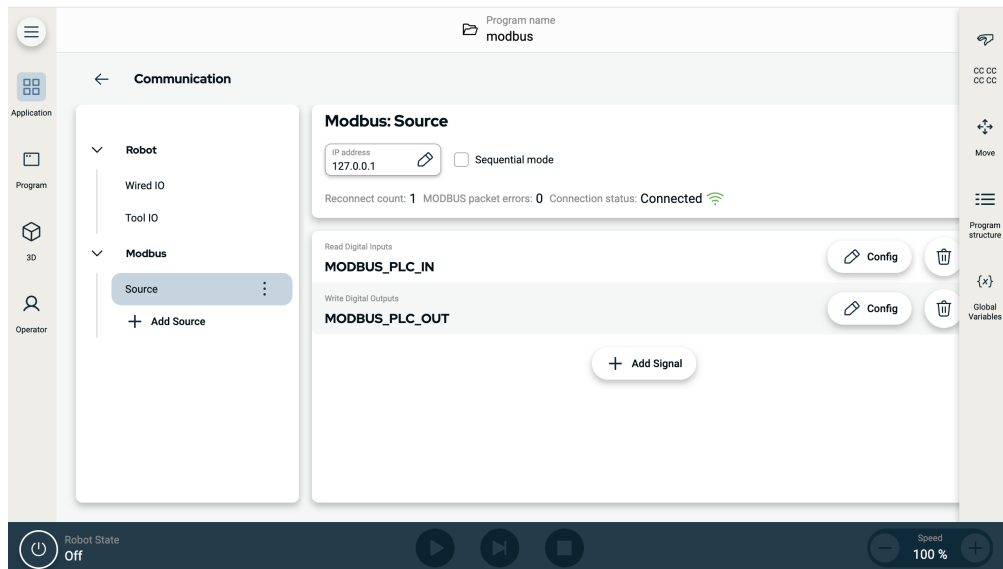 Program name
modbus
Communication
CC CC
CC CC
Application
Modbus: Source
Robot
IP address
127.0.0.1
Sequential mode
Move
Program
Wired IO
Reconnect count: 1 MODBUS packet errors: 0 Connection status: Connected
Tool IO
Program
structure
3D
Modbus
Read Digital Inputs
MODBUS_PLC_IN
Config
Source
{x}
Write Digital Outputs
MODBUS_PLC_OUT
Config
Global
Variables
Operator
Add Source
Add Signal
Robot State
Off
Speed
100 %